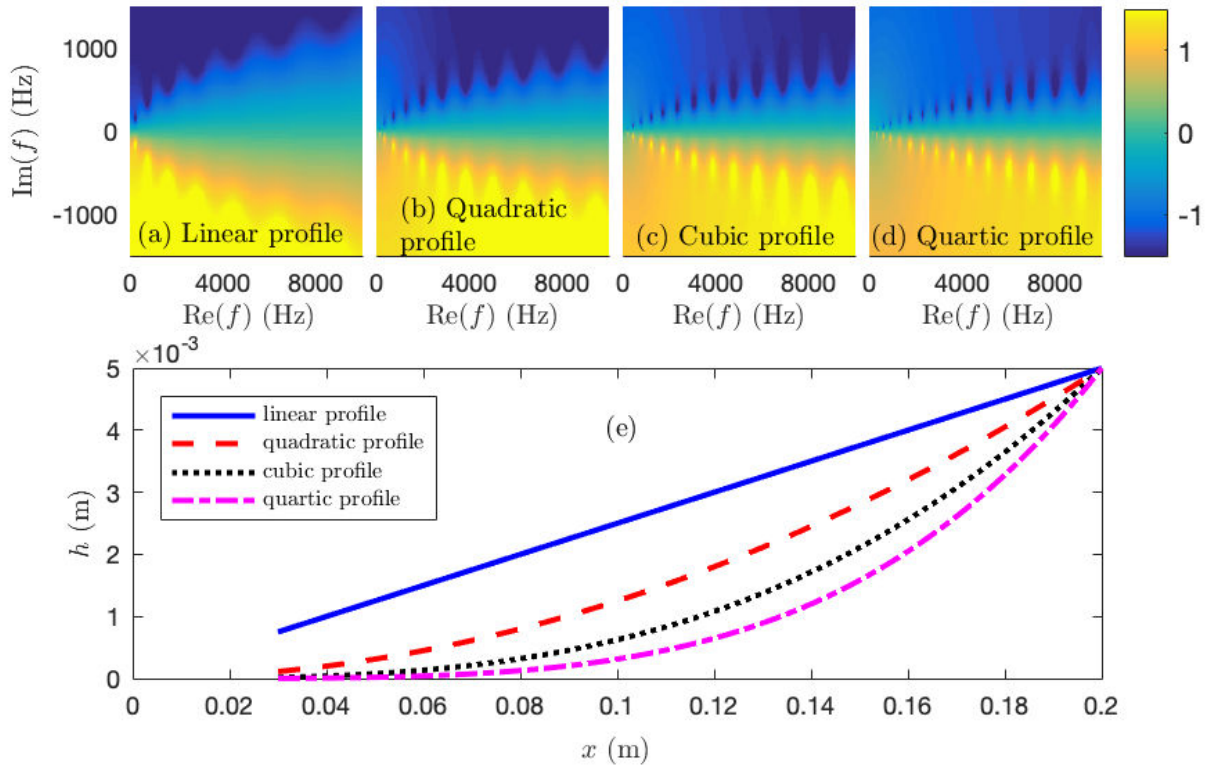 1000
0
-1000
Im(f) (Hz)
(a) Linear profile
(b) Quadratic
profile
(c) Cubic profile
(d) Quartic profile
1
0
-1
0 4000 8000
0 4000 8000
0 4000 8000
0 4000 8000
Re(f) (Hz)
Re(f) (Hz)
Re(f) (Hz)
Re(f) (Hz)
×10-3
5
4
3
2
1
0
h (m)
linear profile
quadratic profile
cubic profile
quartic profile
(e)
0 0.02 0.04 0.06 0.08 0.1 0.12 0.14 0.16 0.18 0.2
x (m)